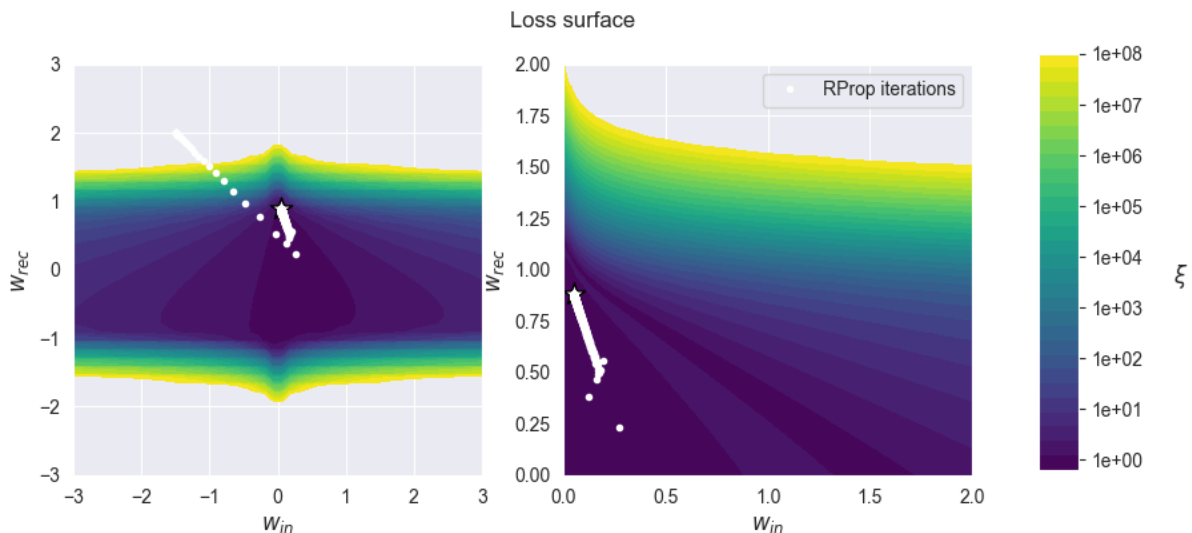 Loss surface
3
2
1
0
−1
−2
−3
w_rec
−3
−2
−1
0
1
2
3
w_in
2.00
1.75
1.50
1.25
1.00
0.75
0.50
0.25
0.00
w_rec
0.0
0.5
1.0
1.5
2.0
w_in
RProp iterations
1e+08
1e+07
1e+06
1e+05
1e+04
1e+03
1e+02
1e+01
1e+00
ξ